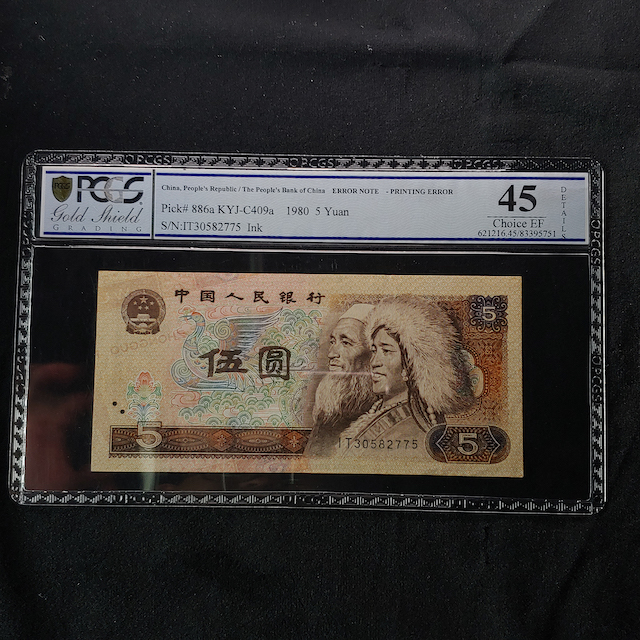 PCGS
PCGS
Gold Shield
GRADING
China, People's Republic / The People's Bank of China ERROR NOTE - PRINTING ERROR
Pick# 886a KYJ-C409a 1980 5 Yuan
S/N:IT30582775 Ink
45
Choice EF
621216.45/83395751
DETAILS
中国人民银行
5
伍圆
IT30582775
5
5